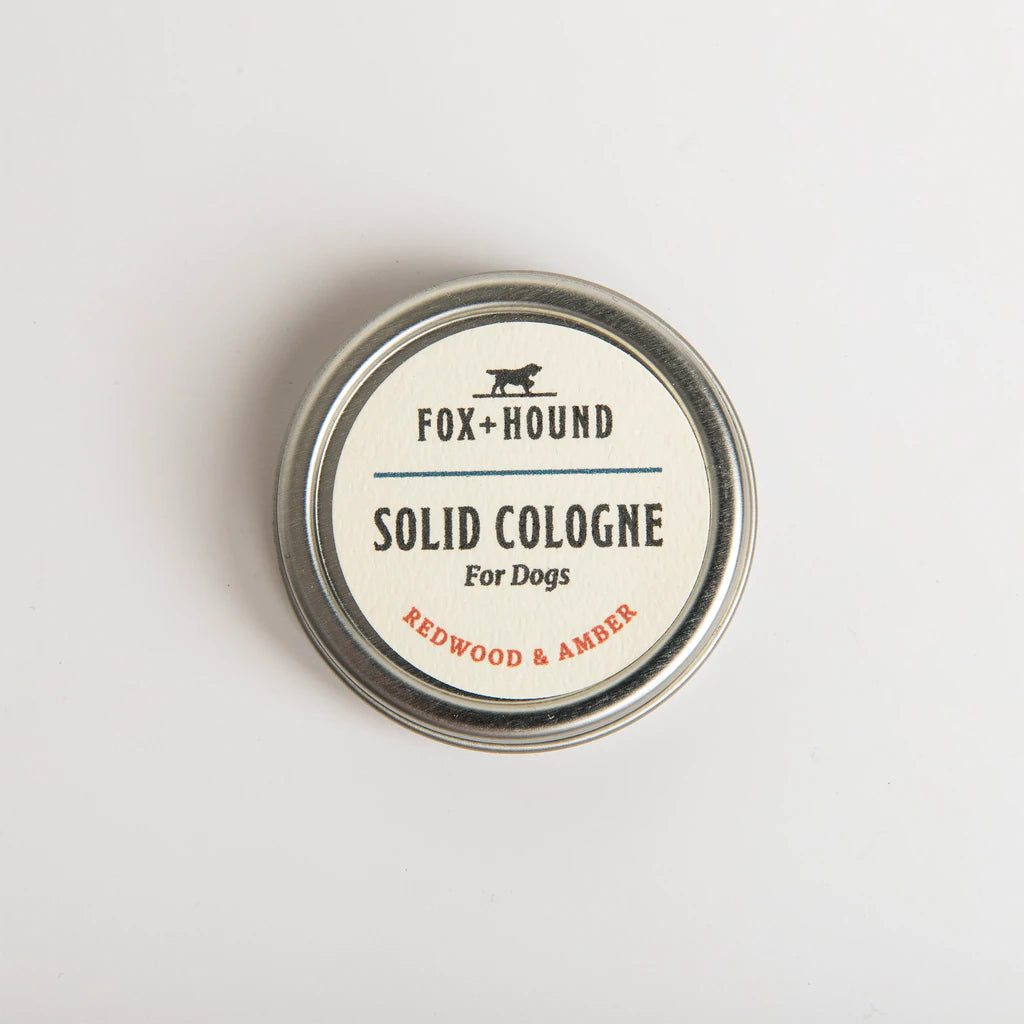 FOX+HOUND
SOLID COLOGNE
For Dogs
REDWOOD & AMBER